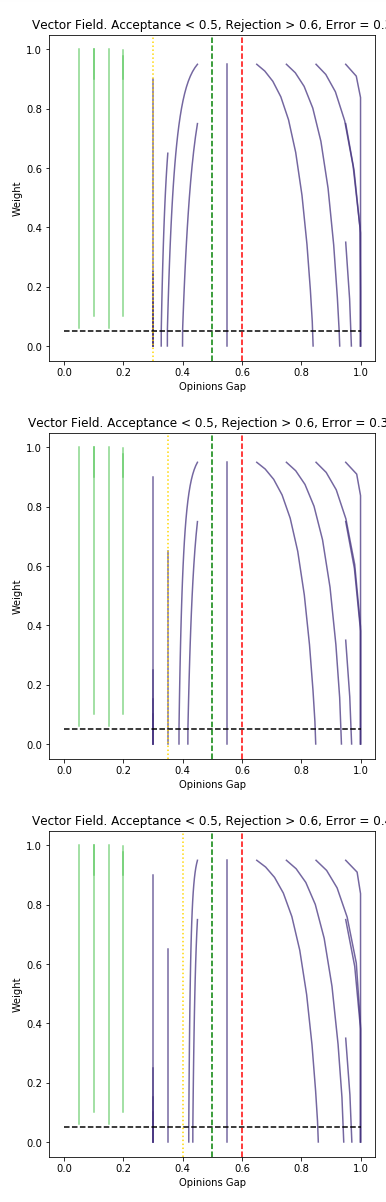 Vector Field. Acceptance < 0.5, Rejection > 0.6, Error = 0.
1.0
0.8
0.6
0.4
0.2
0.0
Weight
0.0 0.2 0.4 0.6 0.8 1.0
Opinions Gap
Vector Field. Acceptance < 0.5, Rejection > 0.6, Error = 0.3
1.0
0.8
0.6
0.4
0.2
0.0
Weight
0.0 0.2 0.4 0.6 0.8 1.0
Opinions Gap
Vector Field. Acceptance < 0.5, Rejection > 0.6, Error = 0.4
1.0
0.8
0.6
0.4
0.2
0.0
Weight
0.0 0.2 0.4 0.6 0.8 1.0
Opinions Gap